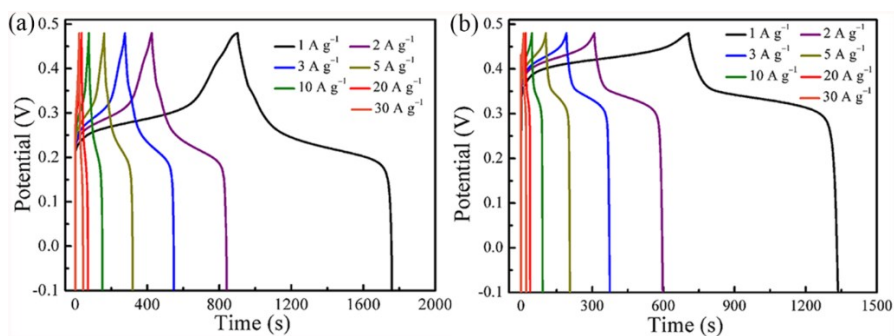 (a)
0.5
0.4
0.3
0.2
0.1
0.0
-0.1
Potential (V)
1 A g⁻¹ 2 A g⁻¹
3 A g⁻¹ 5 A g⁻¹
10 A g⁻¹ 20 A g⁻¹
30 A g⁻¹
0 400 800 1200 1600 2000
Time (s)
(b)
0.5
0.4
0.3
0.2
0.1
0.0
-0.1
Potential (V)
1 A g⁻¹ 2 A g⁻¹
3 A g⁻¹ 5 A g⁻¹
10 A g⁻¹ 20 A g⁻¹
30 A g⁻¹
0 300 600 900 1200 1500
Time (s)